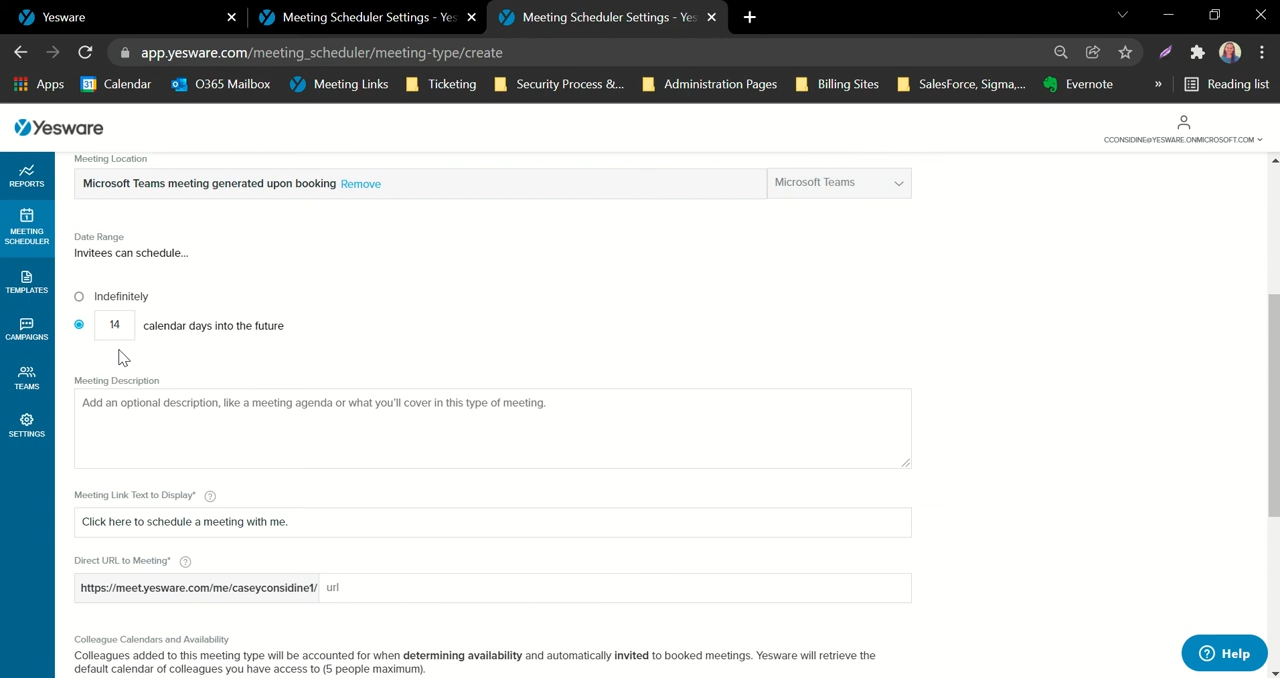 Yesware
Meeting Scheduler Settings - Yes
Meeting Scheduler Settings - Yes
app.yesware.com/meeting_scheduler/meeting-type/create
Apps
Calendar
O365 Mailbox
Meeting Links
Ticketing
Security Process &...
Administration Pages
Billing Sites
SalesForce, Sigma,...
Evernote
»
Reading list
Yesware
CCONSIDINE@YESWARE.ONMICROSOFT.COM
REPORTS
MEETING
SCHEDULER
TEMPLATES
CAMPAIGNS
TEAMS
SETTINGS
Meeting Location
Microsoft Teams meeting generated upon booking Remove
Microsoft Teams
Date Range
Invitees can schedule...
Indefinitely
14 calendar days into the future
Meeting Description
Add an optional description, like a meeting agenda or what you'll cover in this type of meeting.
Meeting Link Text to Display* ?
Click here to schedule a meeting with me.
Direct URL to Meeting* ?
https://meet.yesware.com/me/caseyconsidine1/ url
Colleague Calendars and Availability
Colleagues added to this meeting type will be accounted for when determining availability and automatically invited to booked meetings. Yesware will retrieve the
default calendar of colleagues you have access to (5 people maximum).
? Help